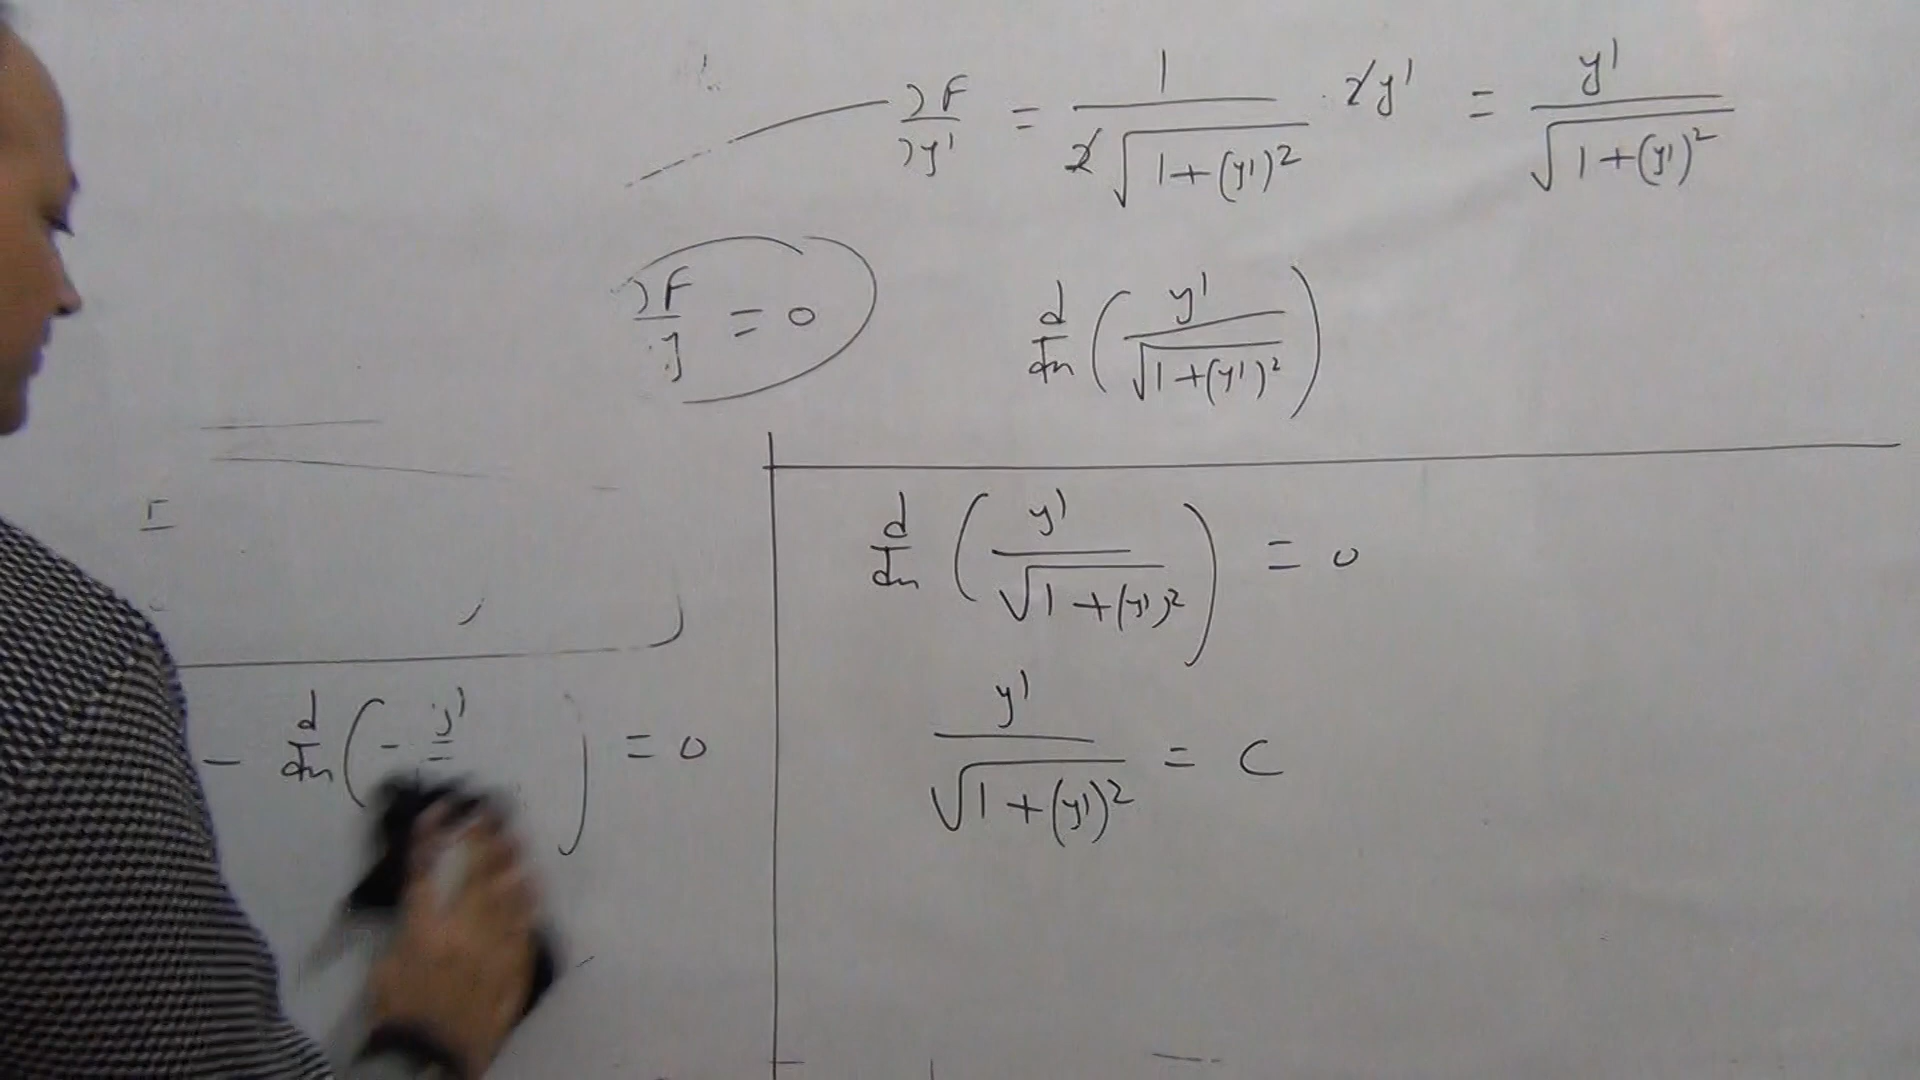 ∂F/∂y' = 1/(2√(1+(y')²)) · 2y' = y'/√(1+(y')²)
∂F/∂y = 0
d/dx (y'/√(1+(y')²))
d/dx (y'/√(1+(y')²)) = 0
y'/√(1+(y')²) = C
- d/dx ( y' ) = 0